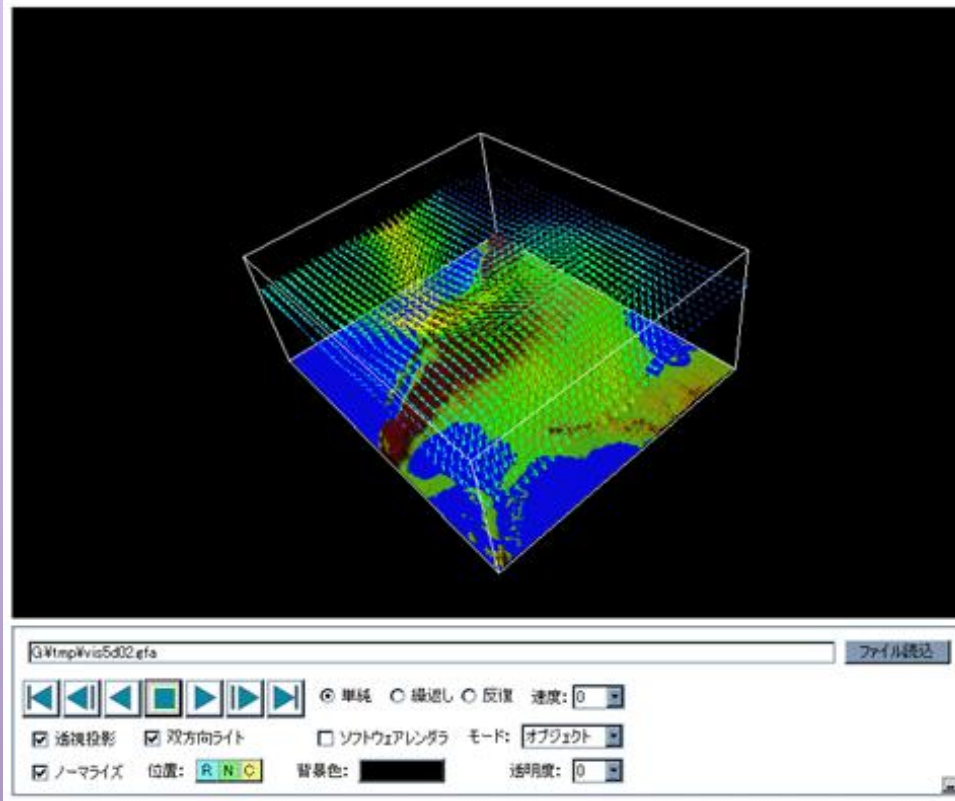 G:¥tmp¥vis5d02.gfa ファイル読込
単純 繰返し 反復 速度: 0
透視投影 双方向ライト ソフトウェアレンダラ モード: オブジェクト
ノーマライズ 位置: R N C 背景色: 透明度: 0